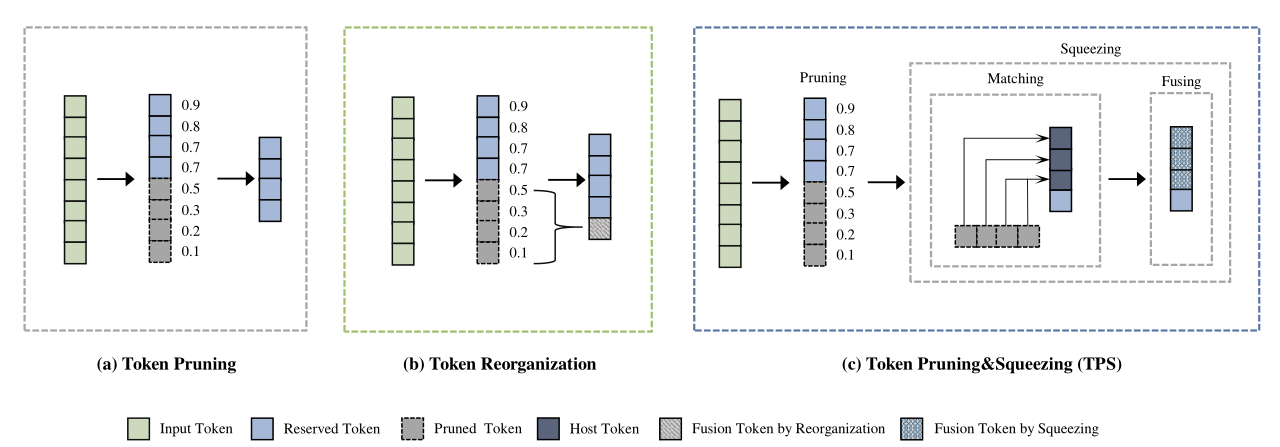 Squeezing
Pruning
Matching
Fusing
0.9
0.8
0.7
0.7
0.5
0.3
0.2
0.1
0.9
0.8
0.7
0.7
0.5
0.3
0.2
0.1
0.9
0.8
0.7
0.7
0.5
0.3
0.2
0.1
(a) Token Pruning
(b) Token Reorganization
(c) Token Pruning&Squeezing (TPS)
Input Token
Reserved Token
Pruned Token
Host Token
Fusion Token by Reorganization
Fusion Token by Squeezing